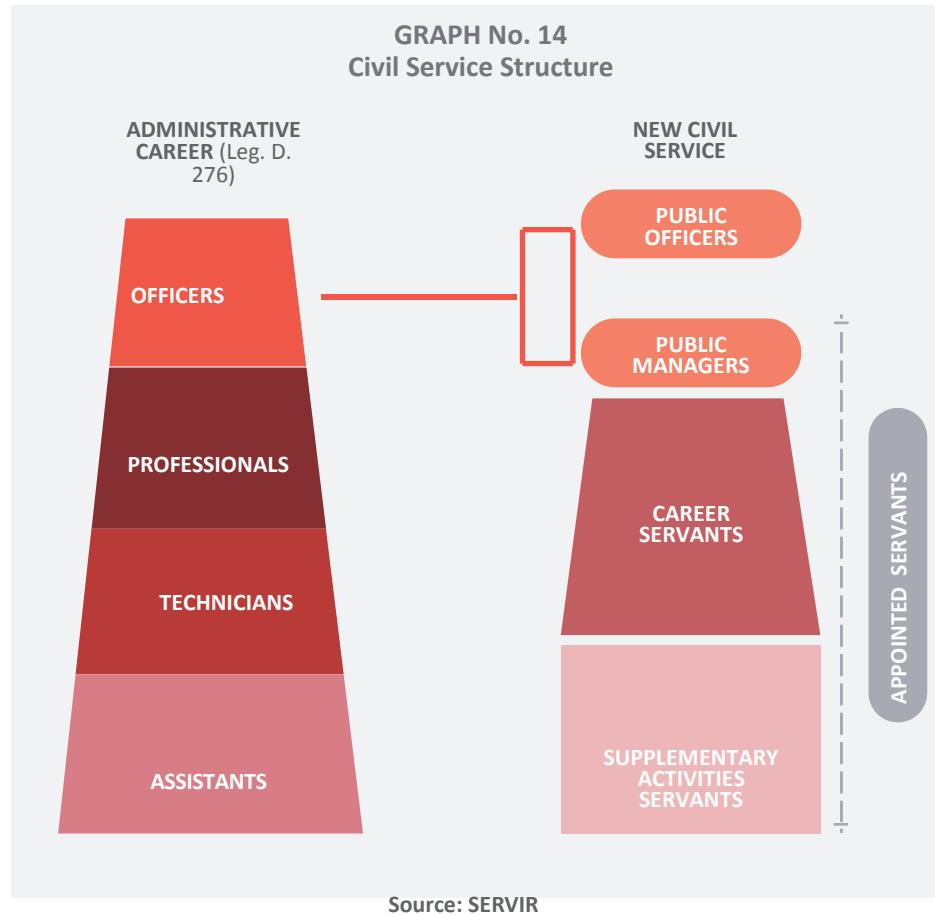 GRAPH No. 14
Civil Service Structure
ADMINISTRATIVE
CAREER (Leg. D.
276)
OFFICERS
PROFESSIONALS
TECHNICIANS
ASSISTANTS
NEW CIVIL
SERVICE
PUBLIC
OFFICERS
PUBLIC
MANAGERS
CAREER
SERVANTS
SUPPLEMENTARY
ACTIVITIES
SERVANTS
APPOINTED SERVANTS
Source: SERVIR